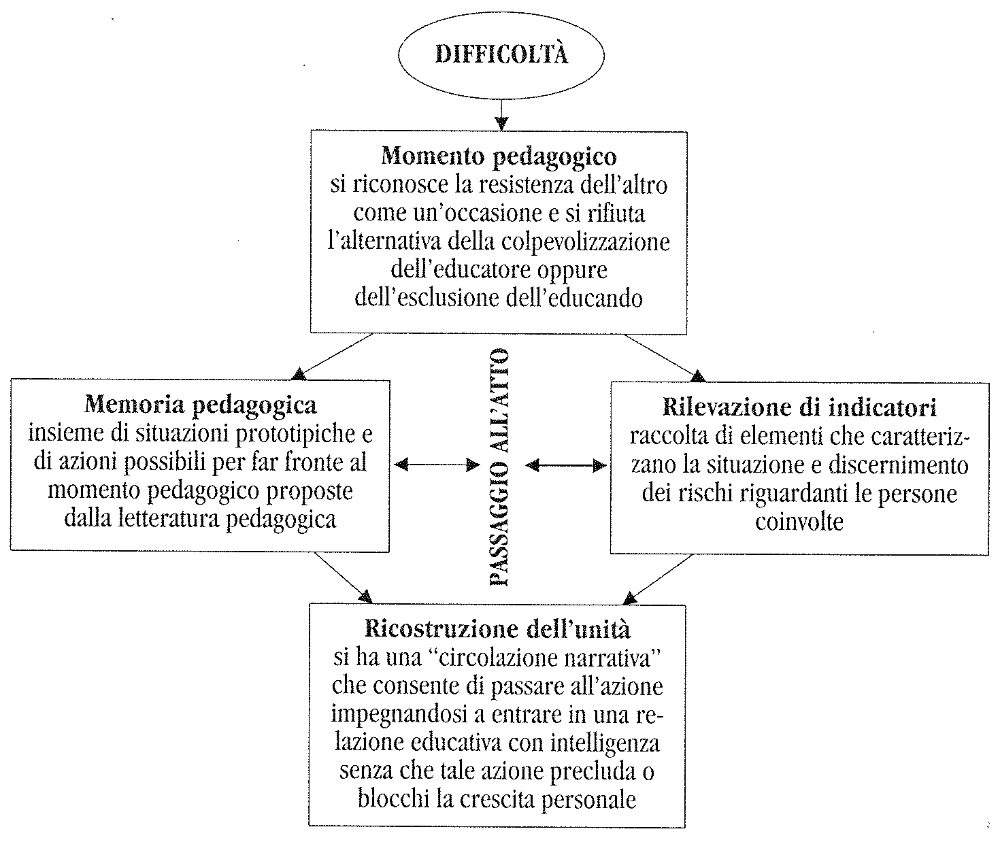 DIFFICOLTÀ
Momento pedagogico
si riconosce la resistenza dell'altro
come un'occasione e si rifiuta
l'alternativa della colpevolizzazione
dell'educatore oppure
dell'esclusione dell'educando
PASSAGGIO ALL'ATTO
Memoria pedagogica
insieme di situazioni prototipiche e
di azioni possibili per far fronte al
momento pedagogico proposte
dalla letteratura pedagogica
Rilevazione di indicatori
raccolta di elementi che caratteriz-
zano la situazione e discernimento
dei rischi riguardanti le persone
coinvolte
Ricostruzione dell'unità
si ha una “circolazione narrativa”
che consente di passare all'azione
impegnandosi a entrare in una re-
lazione educativa con intelligenza
senza che tale azione precluda o
blocchi la crescita personale